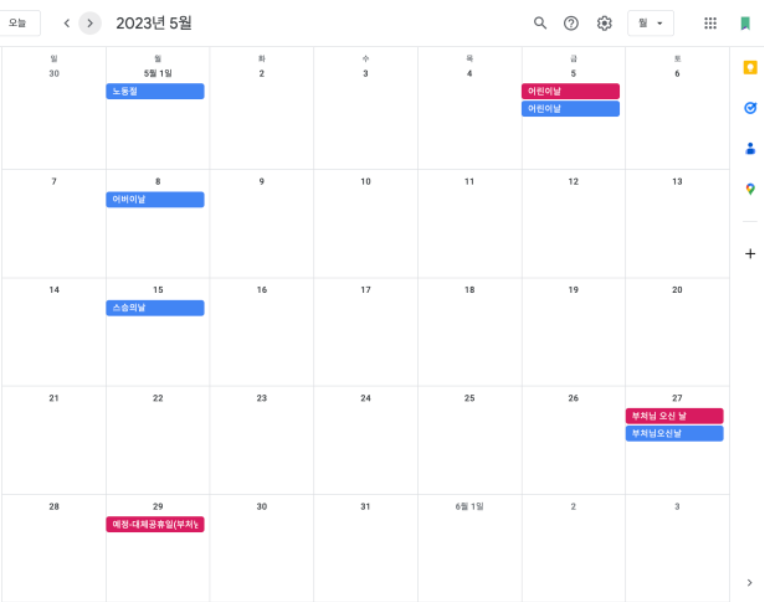 오늘
2023년 5월
월
일 월 화 수 목 금 토
30 5월 1일 2 3 4 5 6
노동절
어린이날
어린이날
7 8 9 10 11 12 13
어버이날
14 15 16 17 18 19 20
스승의날
21 22 23 24 25 26 27
부처님 오신 날
부처님오신날
28 29 30 31 6월 1일 2 3
예정-대체공휴일(부처님